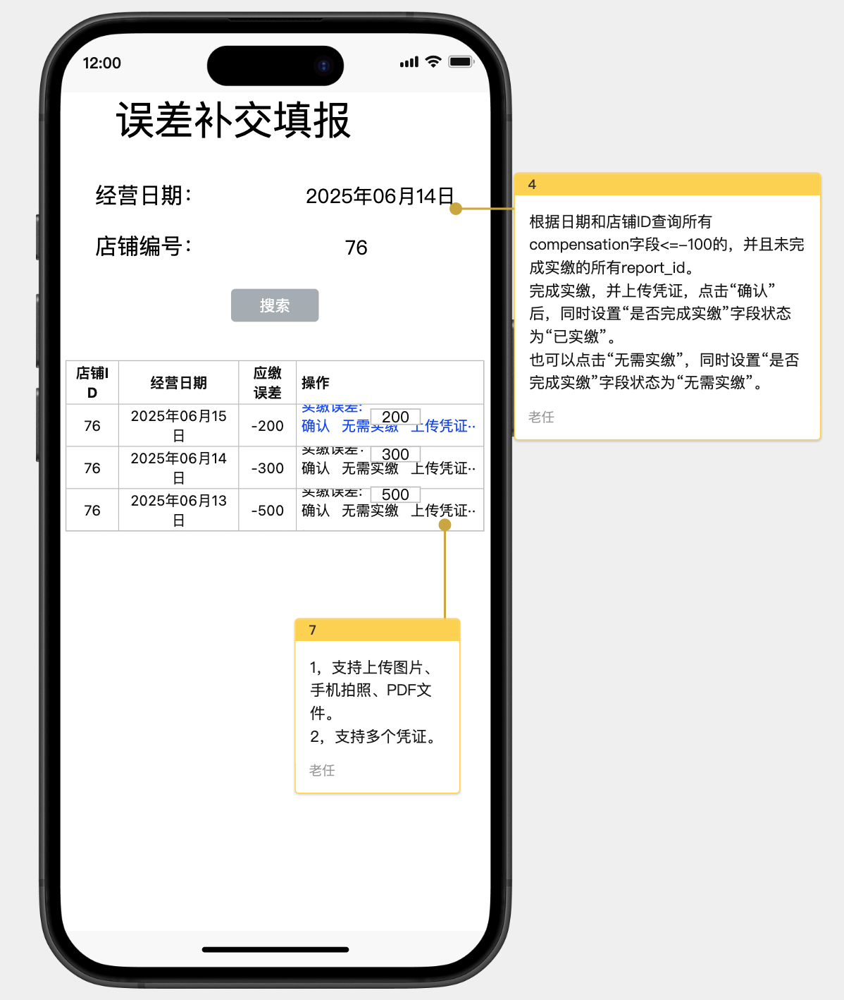 12:00
误差补交填报
经营日期：
2025年06月14日
店铺编号：
76
搜索
店铺I
D
经营日期
应缴
误差
操作
76
2025年06月15
日
-200
实缴误差：
200
确认 无需实缴 上传凭证··
76
2025年06月14
日
-300
实缴误差：
300
确认 无需实缴 上传凭证··
76
2025年06月13
日
-500
实缴误差：
500
确认 无需实缴 上传凭证··
4
根据日期和店铺ID查询所有
compensation字段<=-100的，并且未完
成实缴的所有report_id。
完成实缴，并上传凭证，点击“确认”
后，同时设置“是否完成实缴”字段状态
为“已实缴”。
也可以点击“无需实缴”，同时设置“是否
完成实缴”字段状态为“无需实缴”。
老任
7
1，支持上传图片、
手机拍照、PDF文
件。
2，支持多个凭证。
老任